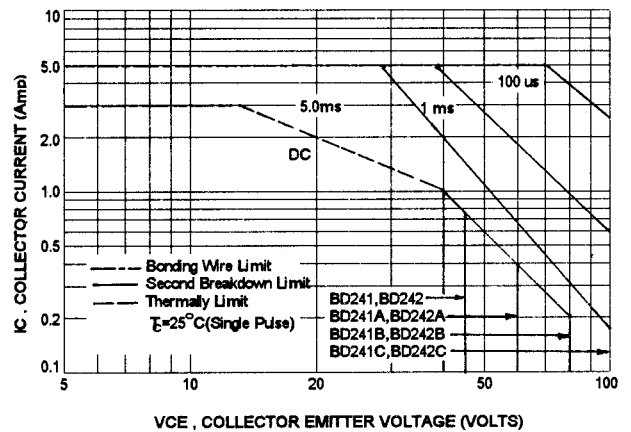 IC , COLLECTOR CURRENT (Amp)
10
5.0
3.0
2.0
1.0
0.5
0.2
0.1
5.0ms
1 ms
100 us
DC
Bonding Wire Limit
Second Breakdown Limit
Thermally Limit
Tc=25°C(Single Pulse)
BD241,BD242
BD241A,BD242A
BD241B,BD242B
BD241C,BD242C
5
10
20
50
100
VCE , COLLECTOR EMITTER VOLTAGE (VOLTS)